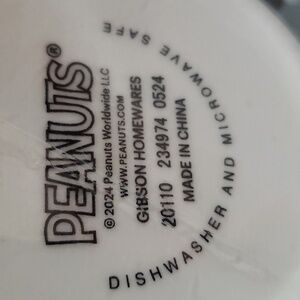 PEANUTS®
© 2024 Peanuts Worldwide LLC
WWW.PEANUTS.COM
GIBSON HOMEWARES
20110 234974 0524
MADE IN CHINA
DISHWASHER AND MICROWAVE SAFE